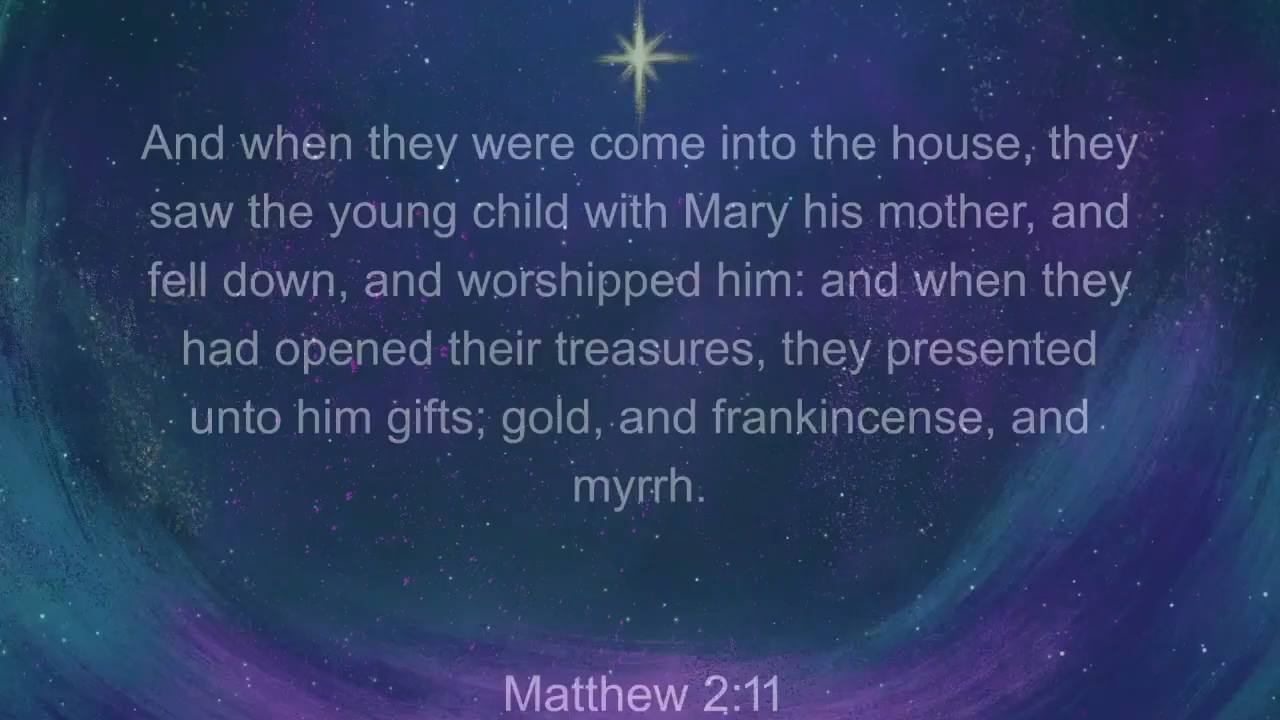 And when they were come into the house, they
saw the young child with Mary his mother, and
fell down, and worshipped him: and when they
had opened their treasures, they presented
unto him gifts; gold, and frankincense, and
myrrh.
Matthew 2:11